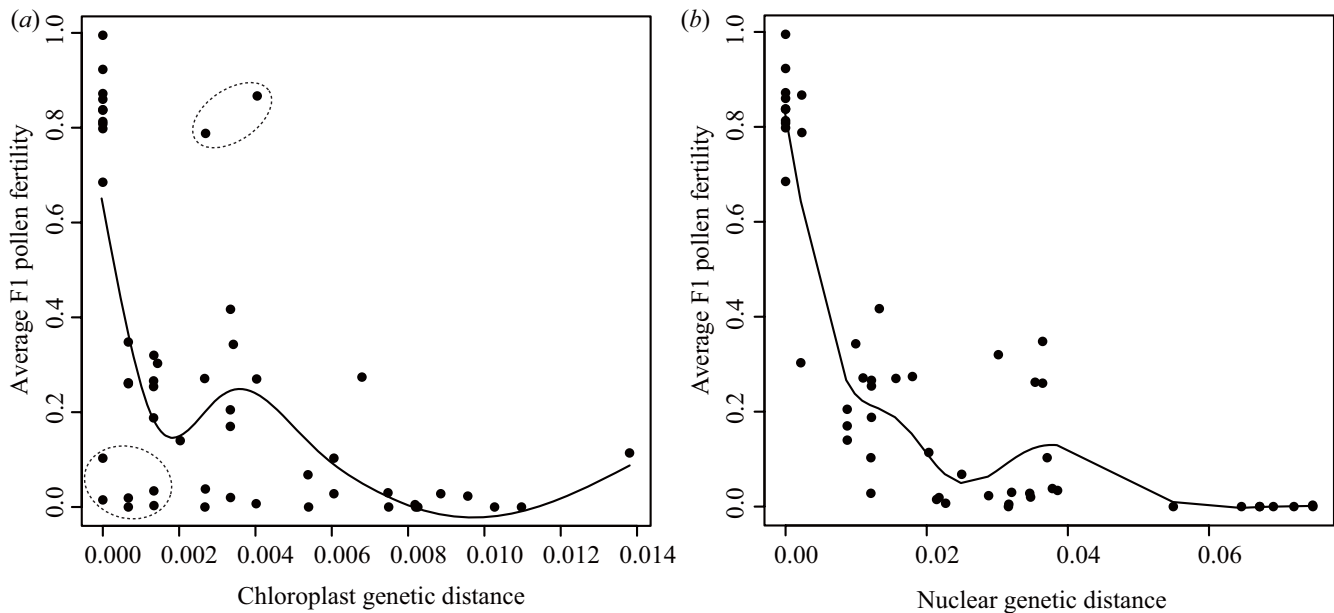 (a)
Average F1 pollen fertility
1.0
0.8
0.6
0.4
0.2
0.0
0.000 0.002 0.004 0.006 0.008 0.010 0.012 0.014
Chloroplast genetic distance
(b)
Average F1 pollen fertility
1.0
0.8
0.6
0.4
0.2
0.0
0.00 0.02 0.04 0.06
Nuclear genetic distance